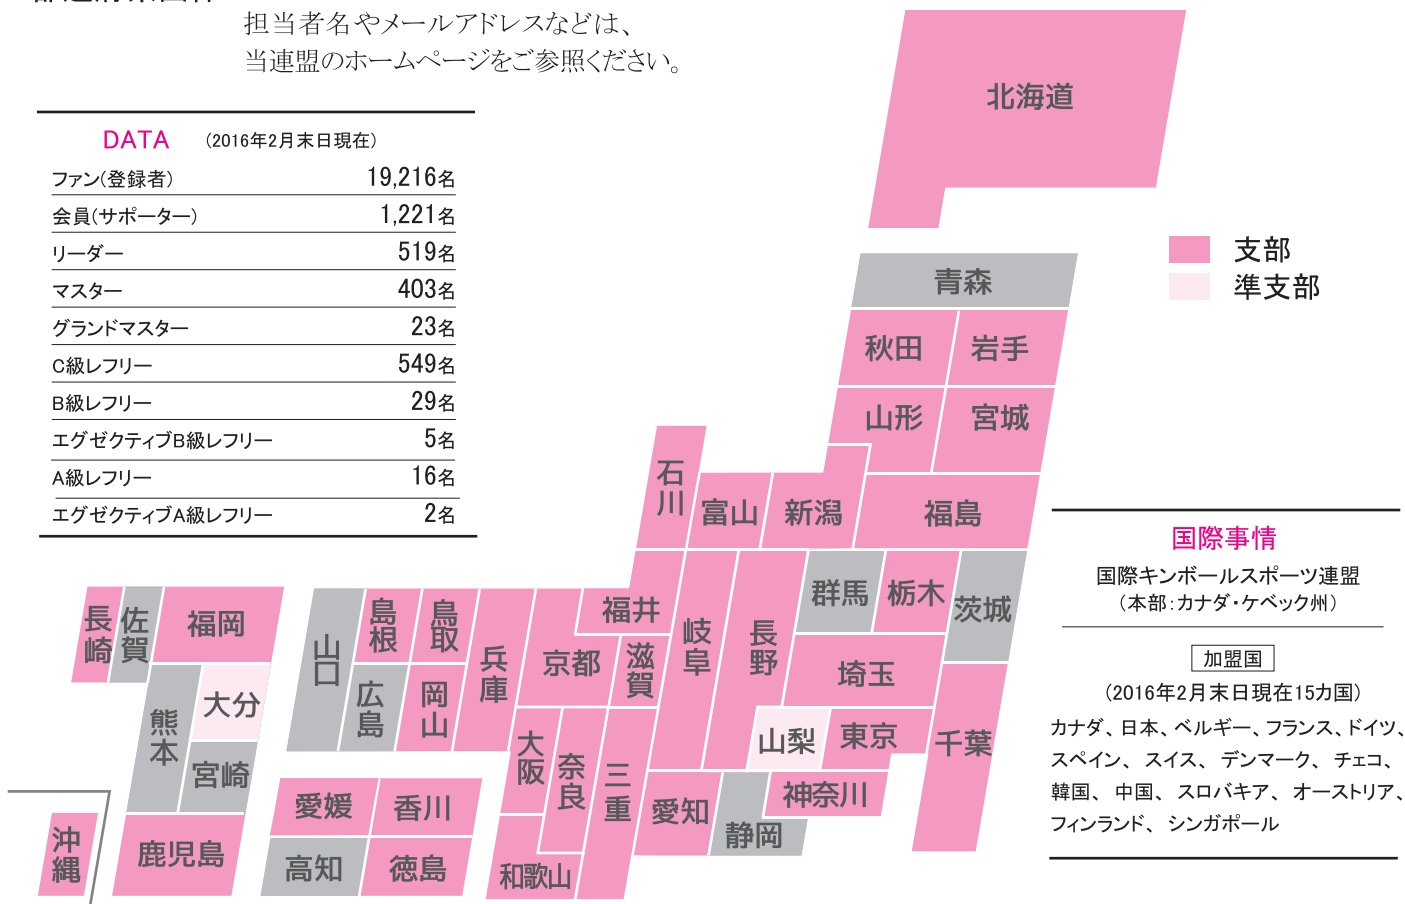 担当者名やメールアドレスなどは、
当連盟のホームページをご参照ください。
DATA (2016年2月末日現在)
ファン(登録者) 19,216名
会員(サポーター) 1,221名
リーダー 519名
マスター 403名
グランドマスター 23名
C級レフリー 549名
B級レフリー 29名
エグゼクティブB級レフリー 5名
A級レフリー 16名
エグゼクティブA級レフリー 2名
支部
準支部
北海道
青森
秋田 岩手
山形 宮城
石川 富山 新潟 福島
福井 岐阜 長野 群馬 栃木 茨城
埼玉
山梨 東京 千葉
神奈川
静岡
愛知
滋賀
京都
兵庫
大阪 奈良 三重
和歌山
鳥取 島根
岡山 広島 山口
愛媛 香川
高知 徳島
長崎 佐賀 福岡
熊本 大分
宮崎
鹿児島
沖縄
国際事情
国際キンボールスポーツ連盟
(本部:カナダ・ケベック州)
加盟国
(2016年2月末日現在15カ国)
カナダ、日本、ベルギー、フランス、ドイツ、
スペイン、スイス、デンマーク、チェコ、
韓国、中国、スロバキア、オーストリア、
フィンランド、シンガポール